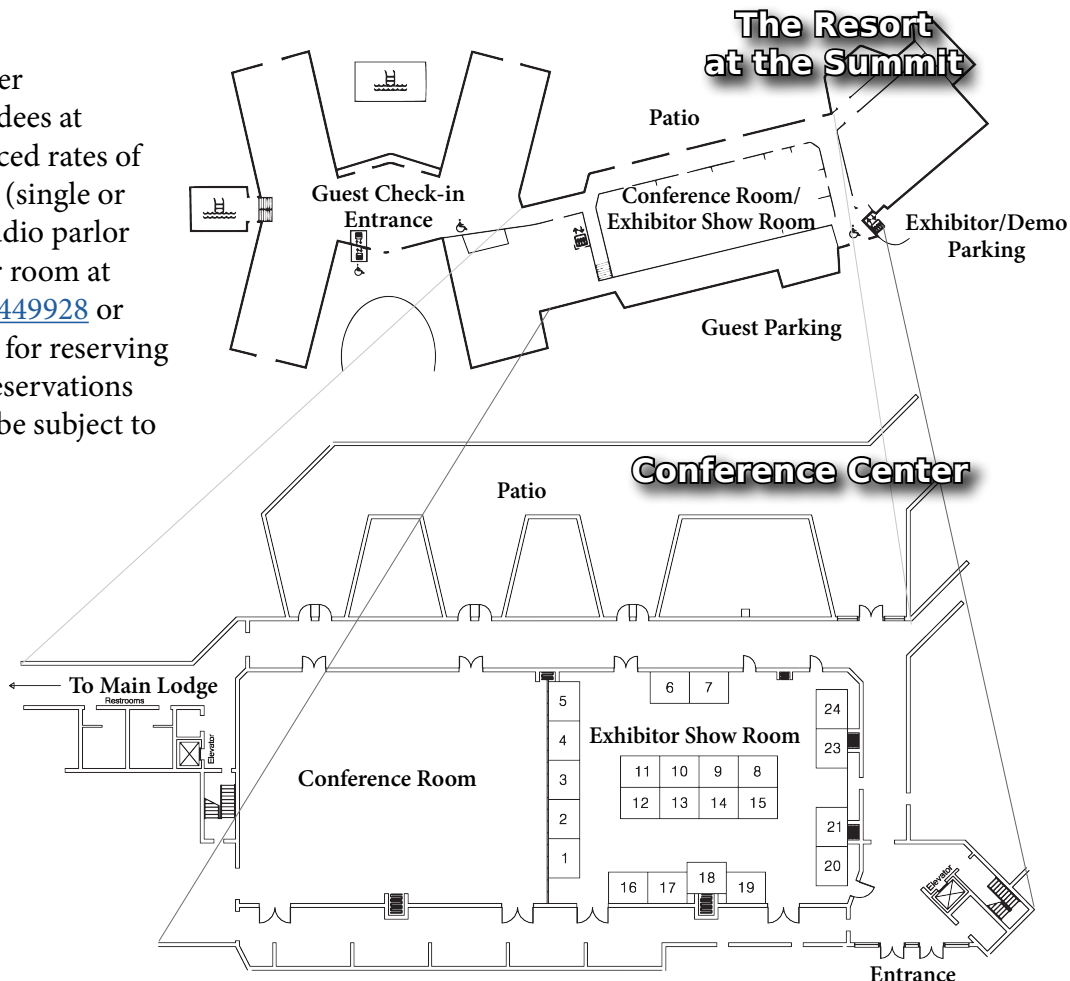 The Resort
at the Summit
er
dees at
ced rates of
(single or
dio parlor
r room at
449928 or
for reserving
eservations
be subject to
Patio
Guest Check-in
Entrance
Conference Room/
Exhibitor Show Room
Exhibitor/Demo
Parking
Guest Parking
Conference Center
Patio
To Main Lodge
Restrooms
Elevator
Conference Room
Exhibitor Show Room
5
4
3
2
1
6 7
24
23
11 10 9 8
12 13 14 15
21
20
16 17 18 19
Elevator
Entrance